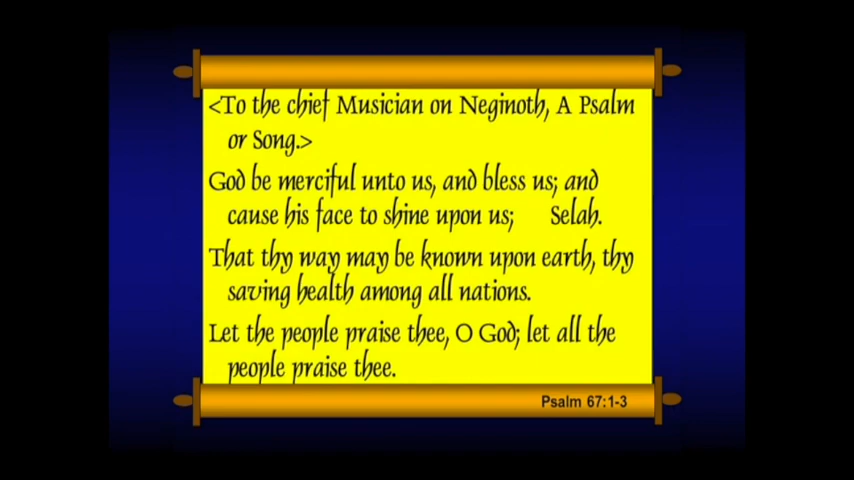 <To the chief Musician on Neginoth, A Psalm
or Song.>
God be merciful unto us, and bless us; and
cause his face to shine upon us; Selah.
That thy way may be known upon earth, thy
saving health among all nations.
Let the people praise thee, O God; let all the
people praise thee.
Psalm 67:1-3